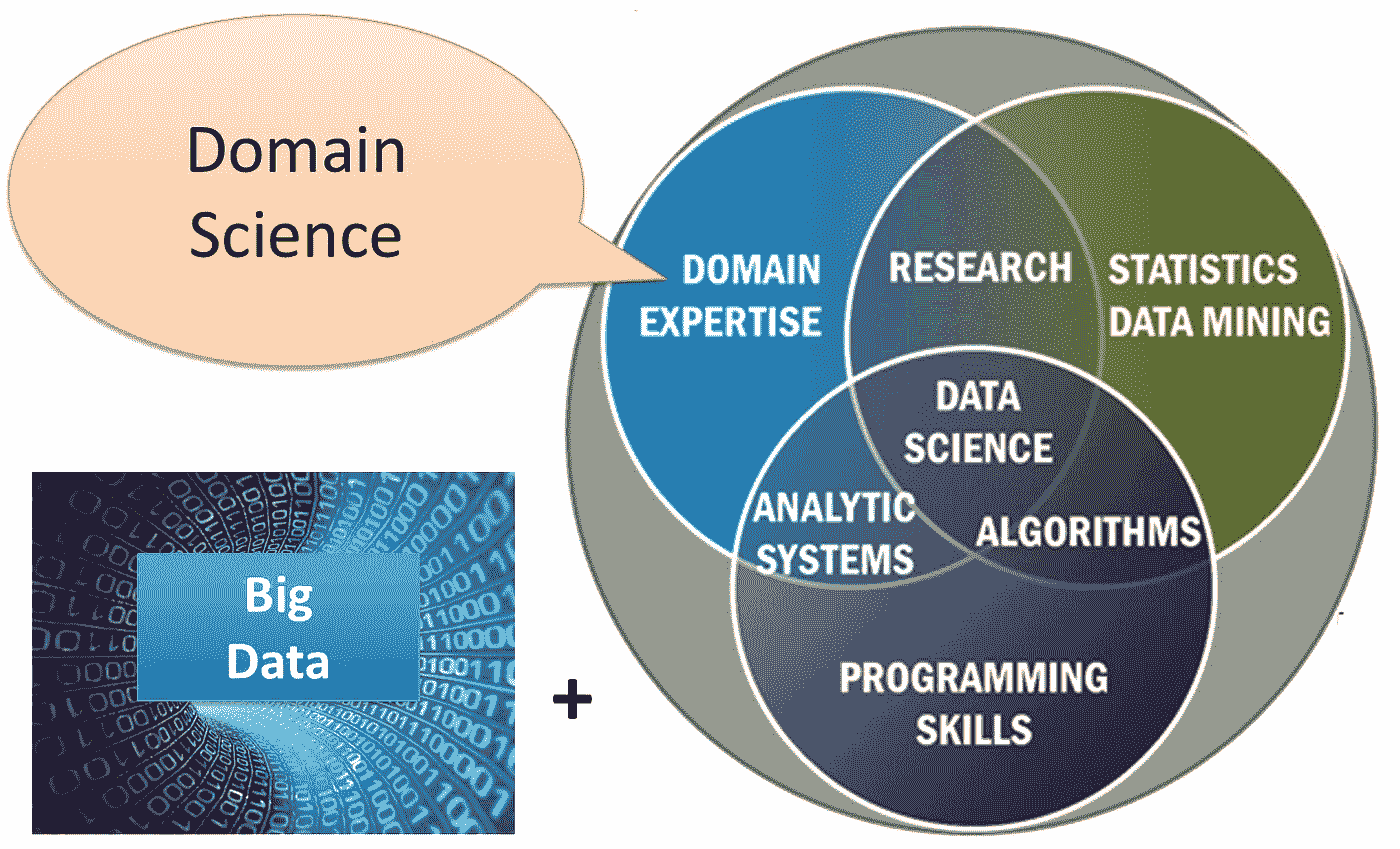 Domain
Science
DOMAIN
EXPERTISE
RESEARCH
STATISTICS
DATA MINING
DATA
SCIENCE
ANALYTIC
SYSTEMS
ALGORITHMS
PROGRAMMING
SKILLS
Big
Data
+